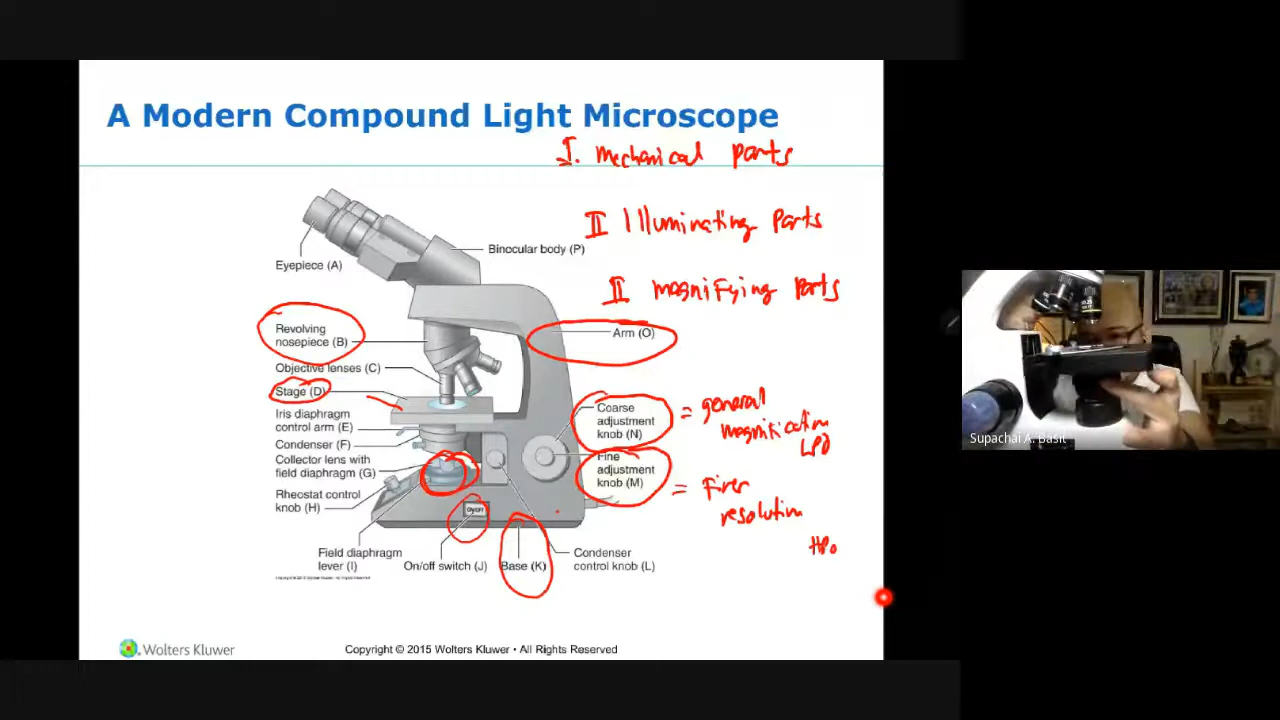 A Modern Compound Light Microscope
I. Mechanical parts
II Illuminating Parts
II magnifying parts
Binocular body (P)
Eyepiece (A)
Revolving
nosepiece (B)
Arm (O)
Objective lenses (C)
Stage (D)
Iris diaphragm
control arm (E)
Condenser (F)
Collector lens with
field diaphragm (G)
Rheostat control
knob (H)
Coarse
adjustment
knob (N)
= general
magnification
LPO
Fine
adjustment
knob (M)
= Finer
resolution
HPO
ON/OFF
Field diaphragm
lever (I)
On/off switch (J)
Base (K)
Condenser
control knob (L)
Wolters Kluwer
Copyright © 2015 Wolters Kluwer • All Rights Reserved
Supachai A. Basit